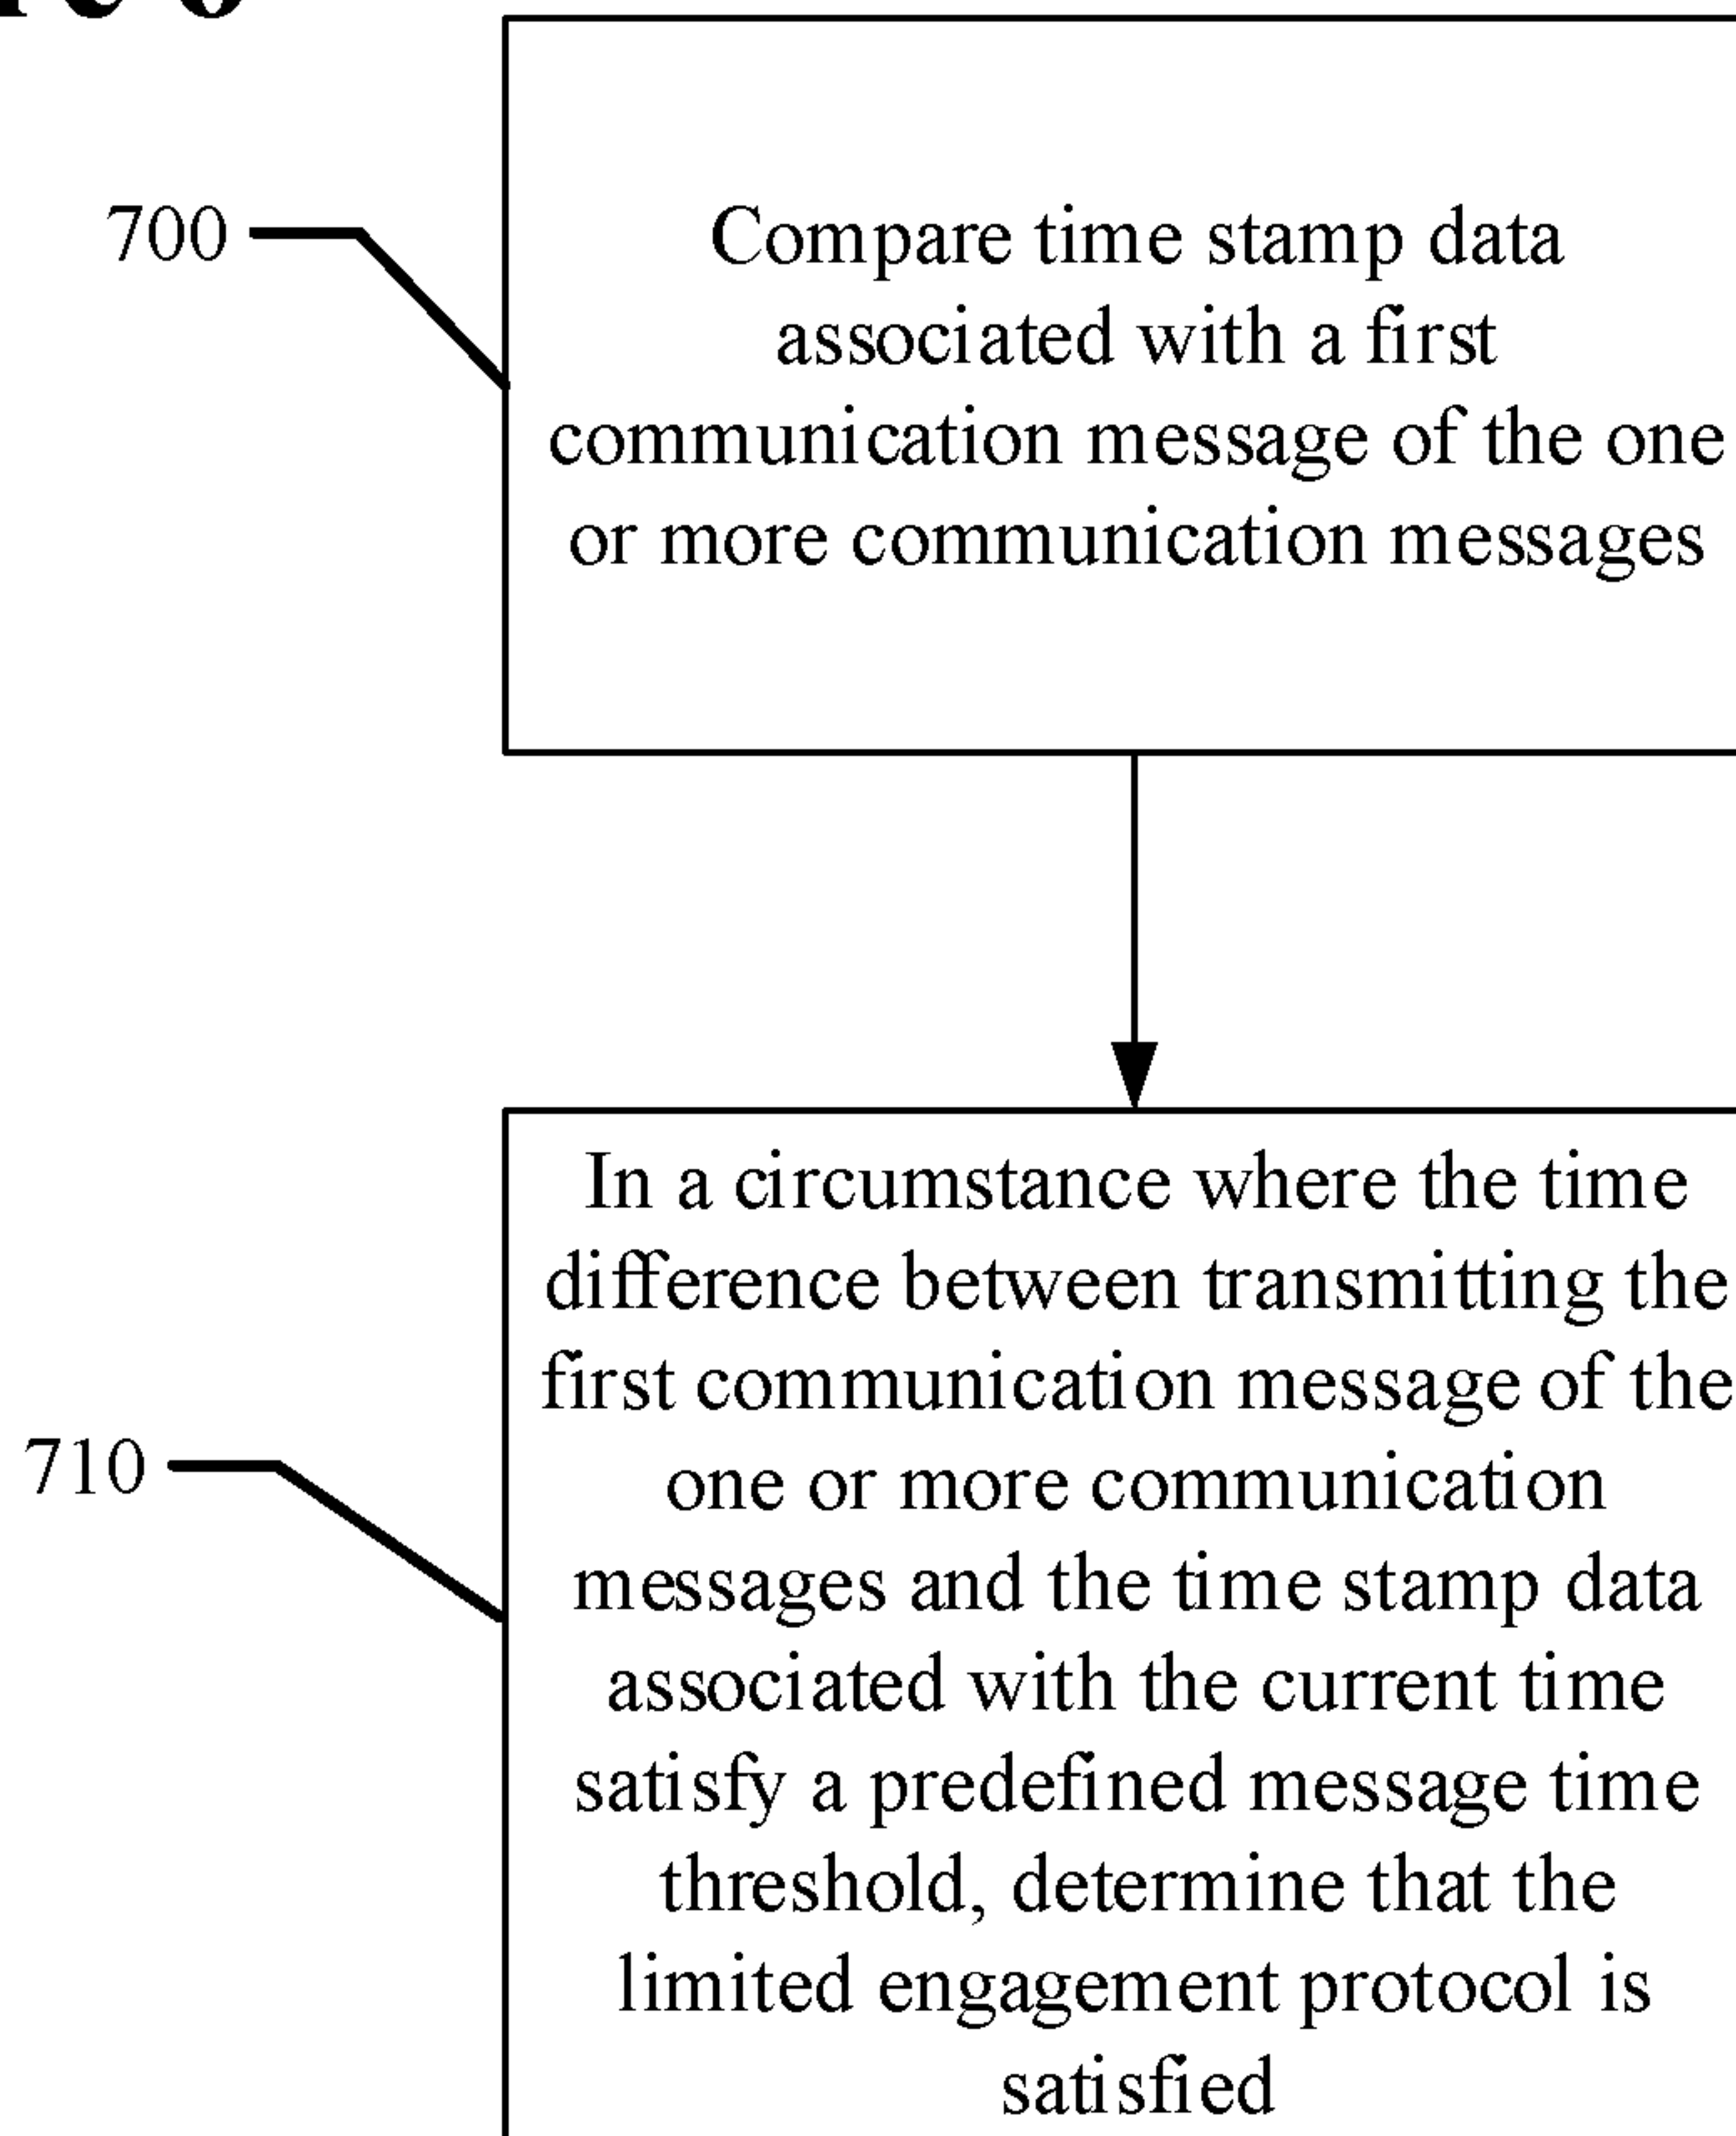 700
Compare time stamp data
associated with a first
communication message of the one
or more communication messages
In a circumstance where the time
difference between transmitting the
first communication message of the
710
one or more communication
messages and the time stamp data
associated with the current time
satisfy a predefined message time
threshold, determine that the
limited engagement protocol is
satisfied